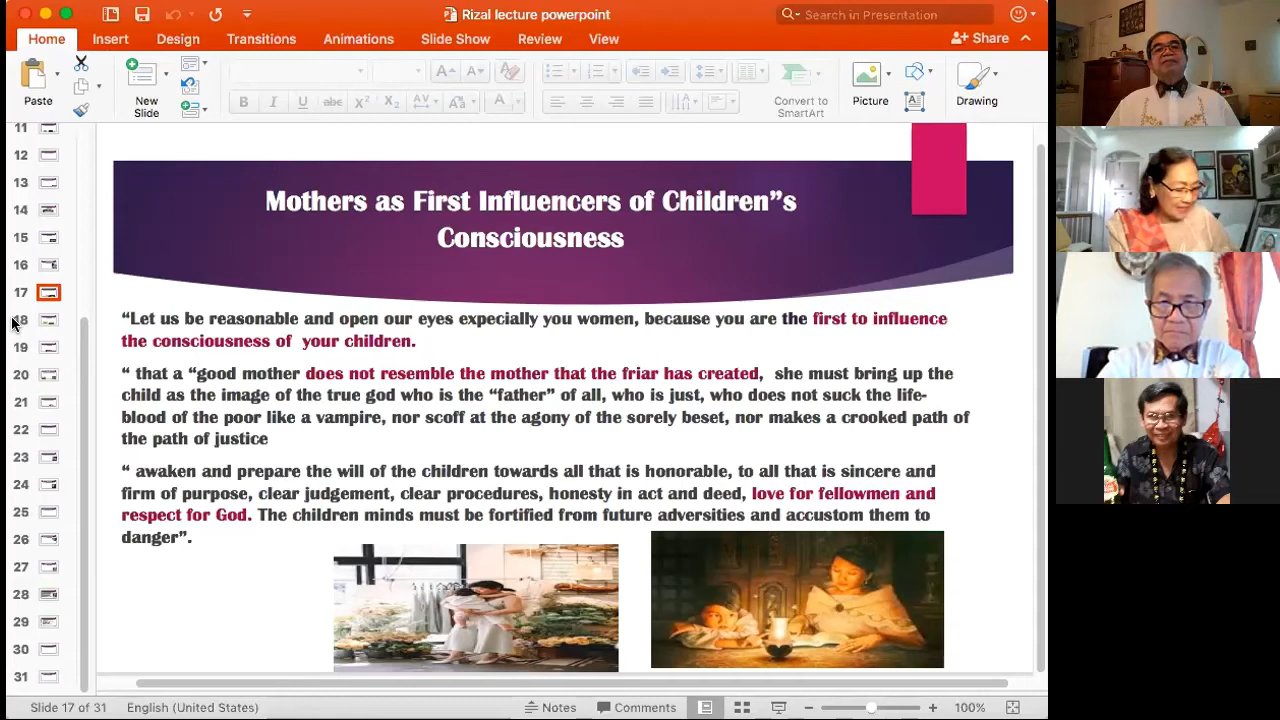 Rizal lecture powerpoint
Search in Presentation
Home Insert Design Transitions Animations Slide Show Review View
Share
Paste
New
Slide
B I U abc X² X₂ AV A
Convert to
SmartArt
Picture
Drawing
11
12
13
14
15
16
17
18
19
20
21
22
23
24
25
26
27
28
29
30
31
Mothers as First Influencers of Children”s
Consciousness
“Let us be reasonable and open our eyes expecially you women, because you are the first to influence
the consciousness of your children.
“ that a “good mother does not resemble the mother that the friar has created, she must bring up the
child as the image of the true god who is the “father” of all, who is just, who does not suck the life-
blood of the poor like a vampire, nor scoff at the agony of the sorely beset, nor makes a crooked path of
the path of justice
“ awaken and prepare the will of the children towards all that is honorable, to all that is sincere and
firm of purpose, clear judgement, clear procedures, honesty in act and deed, love for fellowmen and
respect for God. The children minds must be fortified from future adversities and accustom them to
danger”.
Slide 17 of 31 English (United States) Notes Comments 100%